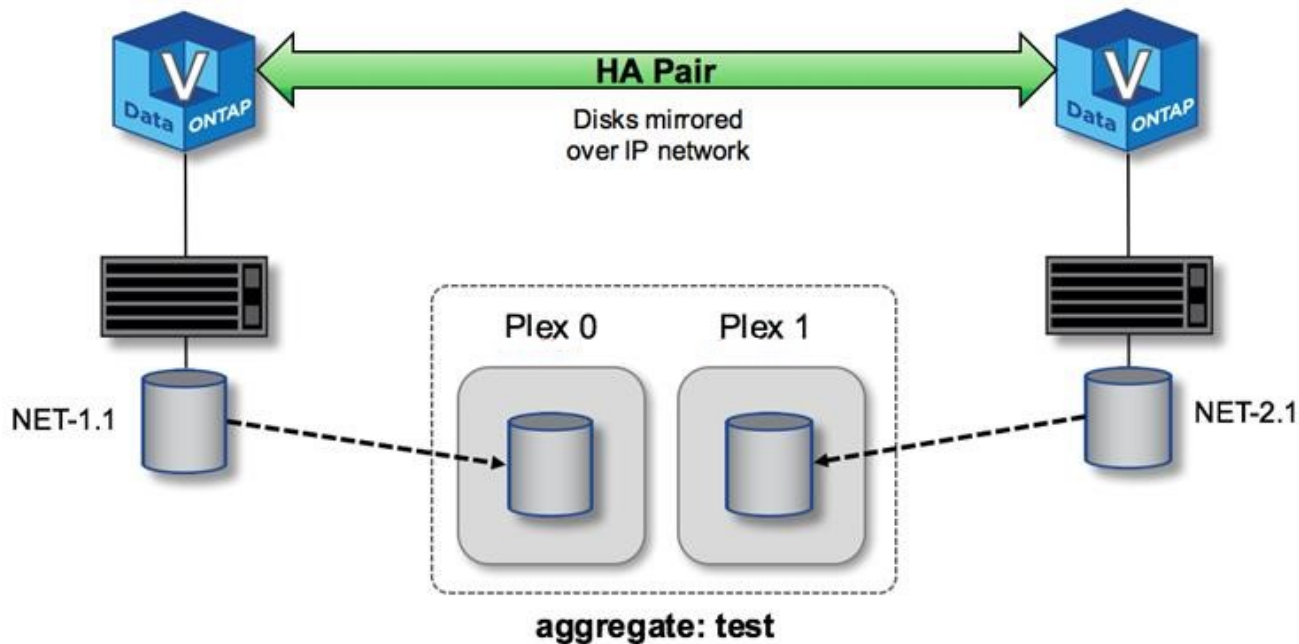 HA Pair
Disks mirrored
over IP network
V
Data ONTAP
V
Data ONTAP
Plex 0
Plex 1
NET-1.1
NET-2.1
aggregate: test